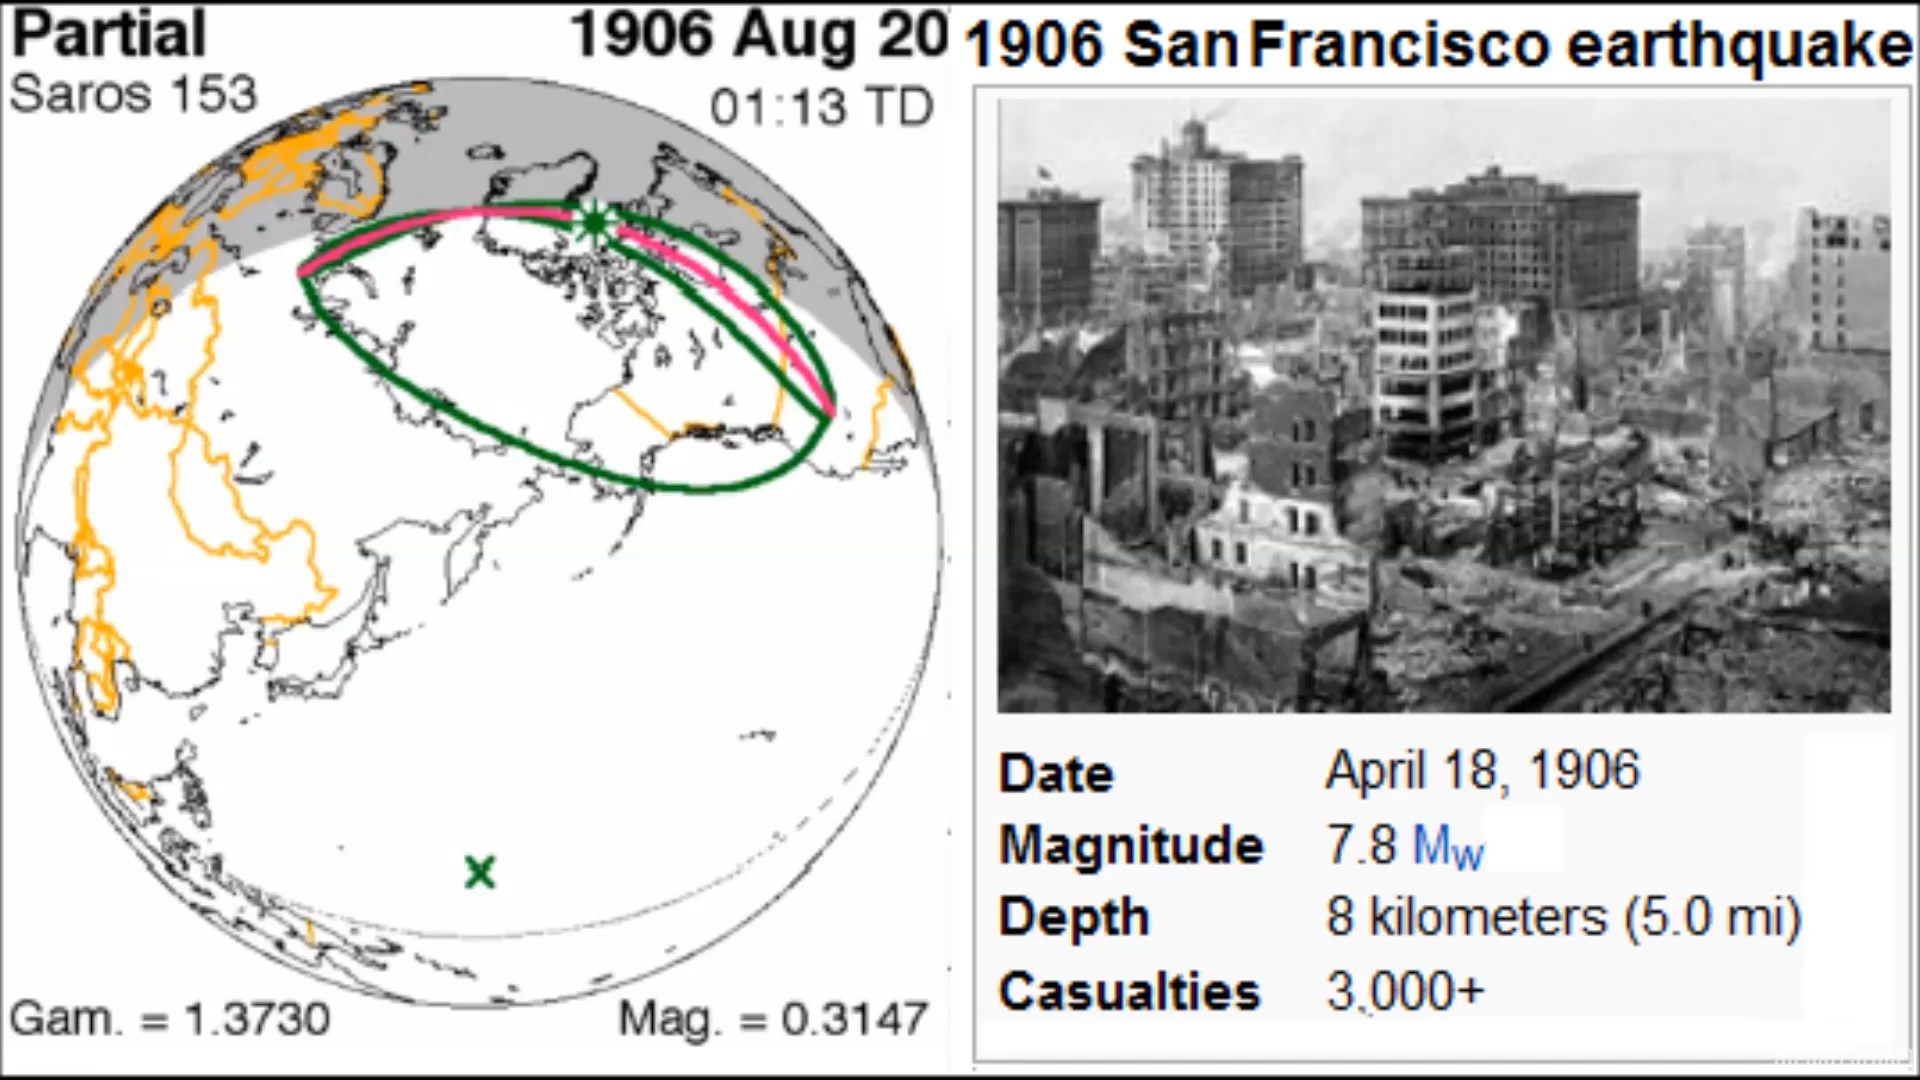 Partial
1906 Aug 20
Saros 153
01:13 TD
Gam. = 1.3730
Mag. = 0.3147
1906 San Francisco earthquake
Date April 18, 1906
Magnitude 7.8 Mw
Depth 8 kilometers (5.0 mi)
Casualties 3,000+